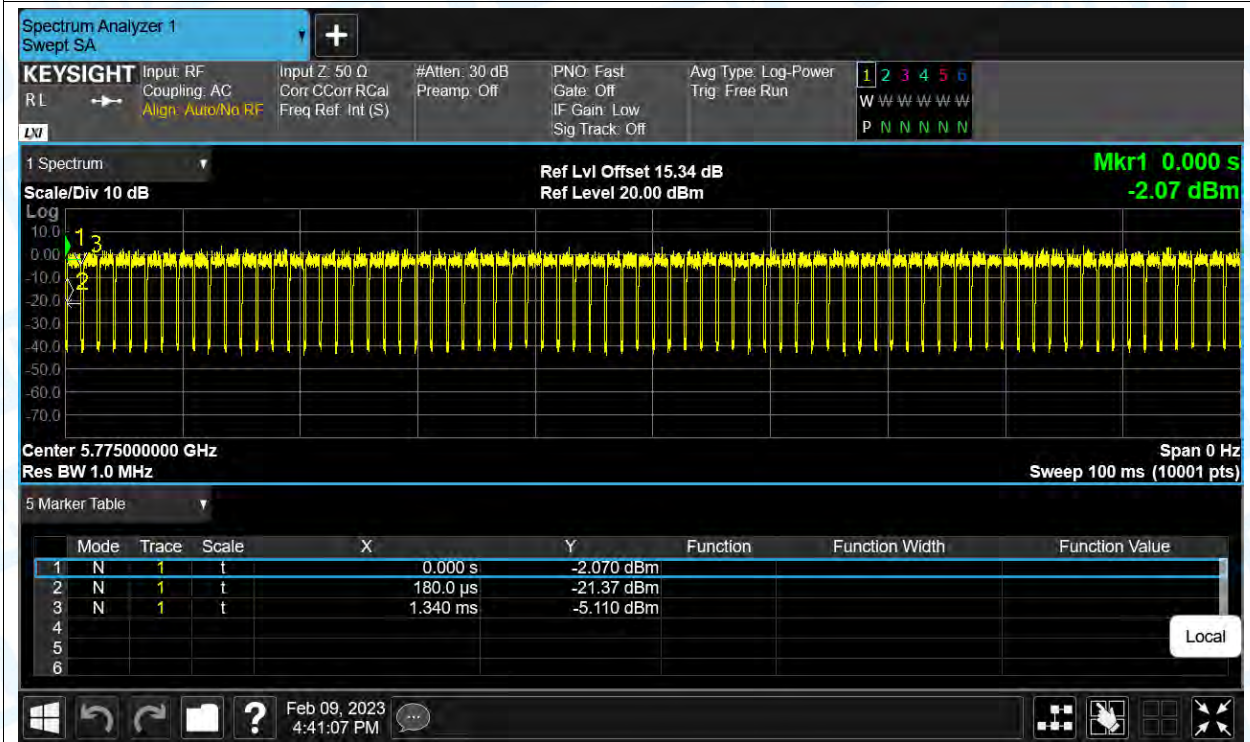 Spectrum Analyzer 1
Swept SA
KEYSIGHT
RL
LXI
Input: RF
Coupling: AC
Align: Auto/No RF
Input Z: 50 Ω
Corr CCorr RCal
Freq Ref: Int (S)
#Atten: 30 dB
Preamp: Off
PNO: Fast
Gate: Off
IF Gain: Low
Sig Track: Off
Avg Type: Log-Power
Trig: Free Run
1 2 3 4 5 6
W W W W W W
P N N N N N
1 Spectrum
Scale/Div 10 dB
Ref Lvl Offset 15.34 dB
Ref Level 20.00 dBm
Mkr1 0.000 s
-2.07 dBm
Log
10.0
0.00
-10.0
-20.0
-30.0
-40.0
-50.0
-60.0
-70.0
1
3
2
Center 5.775000000 GHz
Res BW 1.0 MHz
Span 0 Hz
Sweep 100 ms (10001 pts)
5 Marker Table
Mode Trace Scale X Y Function Function Width Function Value
1 N 1 t 0.000 s -2.070 dBm
2 N 1 t 180.0 µs -21.37 dBm
3 N 1 t 1.340 ms -5.110 dBm
4
5
6
Local
?
Feb 09, 2023
4:41:07 PM